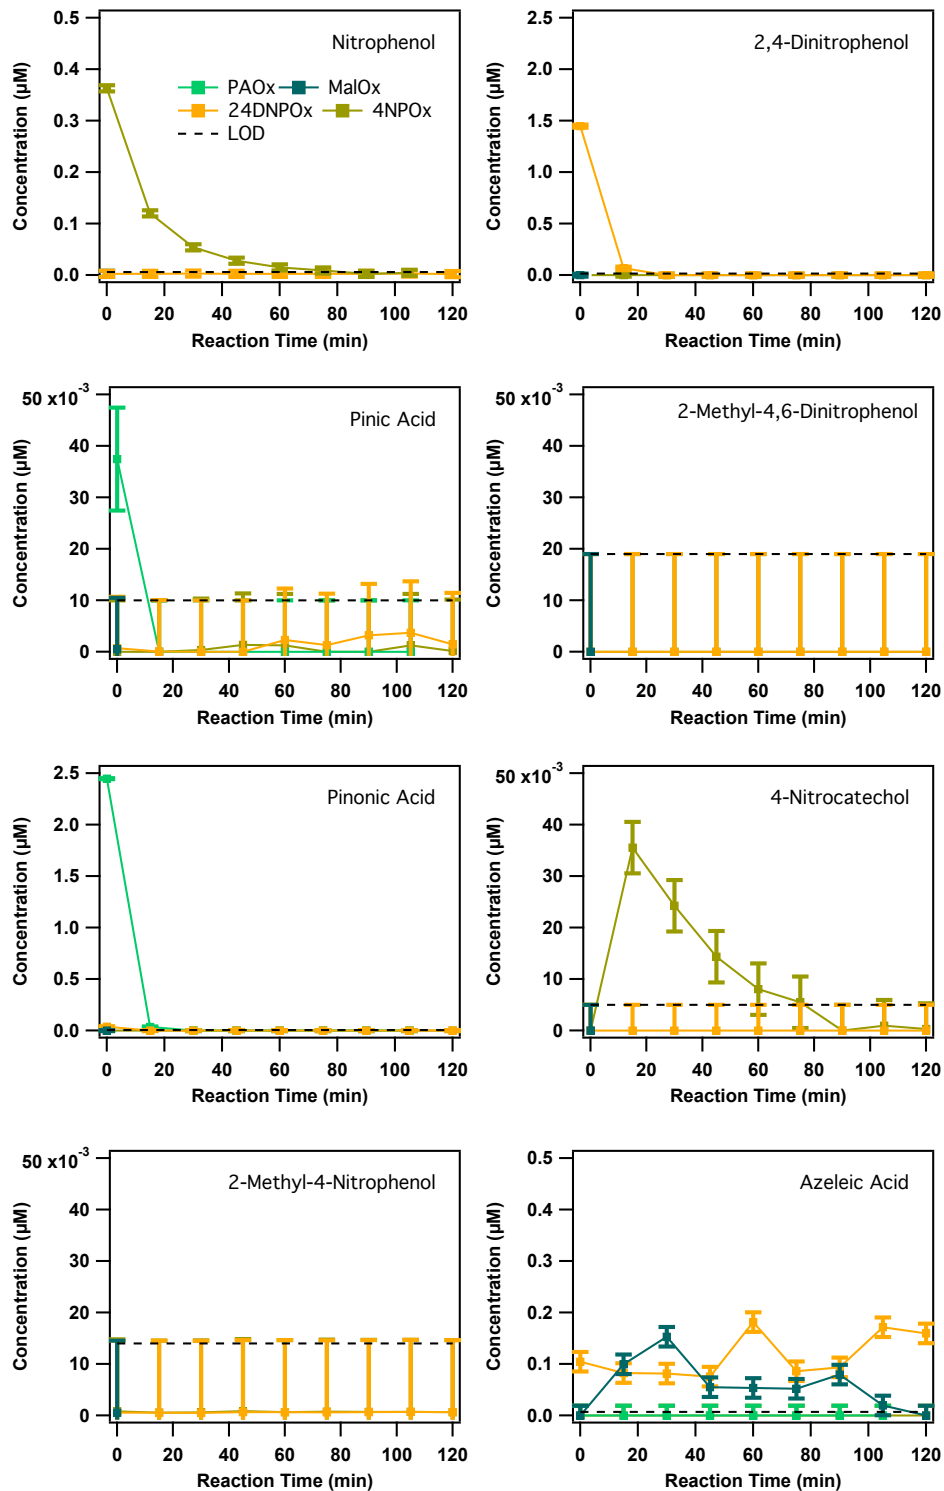 Nitrophenol
PAOx MalOx
24DNPOx 4NPOx
LOD
0.5
0.4
0.3
0.2
0.1
0.0
Concentration (µM)
0 20 40 60 80 100 120
Reaction Time (min)
2,4-Dinitrophenol
2.5
2.0
1.5
1.0
0.5
0.0
Concentration (µM)
0 20 40 60 80 100 120
Reaction Time (min)
Pinic Acid
50 x10⁻³
40
30
20
10
0
Concentration (µM)
0 20 40 60 80 100 120
Reaction Time (min)
2-Methyl-4,6-Dinitrophenol
50 x10⁻³
40
30
20
10
0
Concentration (µM)
0 20 40 60 80 100 120
Reaction Time (min)
Pinonic Acid
2.5
2.0
1.5
1.0
0.5
0.0
Concentration (µM)
0 20 40 60 80 100 120
Reaction Time (min)
4-Nitrocatechol
50 x10⁻³
40
30
20
10
0
Concentration (µM)
0 20 40 60 80 100 120
Reaction Time (min)
2-Methyl-4-Nitrophenol
50 x10⁻³
40
30
20
10
0
Concentration (µM)
0 20 40 60 80 100 120
Reaction Time (min)
Azeleic Acid
0.5
0.4
0.3
0.2
0.1
0.0
Concentration (µM)
0 20 40 60 80 100 120
Reaction Time (min)